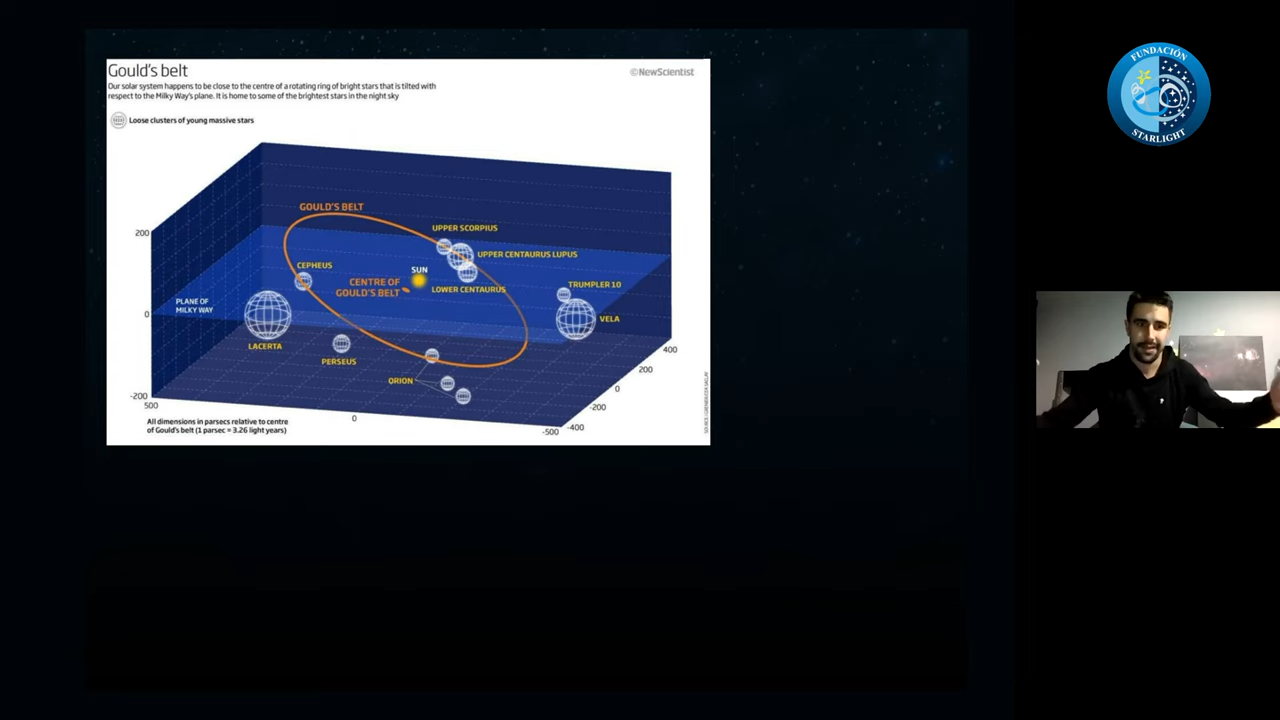 Gould's belt
©NewScientist
Our solar system happens to be close to the centre of a rotating ring of bright stars that is tilted with
respect to the Milky Way's plane. It is home to some of the brightest stars in the night sky
Loose clusters of young massive stars
GOULD'S BELT
UPPER SCORPIUS
200
UPPER CENTAURUS LUPUS
CEPHEUS
SUN
CENTRE OF
GOULD'S BELT
LOWER CENTAURUS
TRUMPLER 10
PLANE OF
MILKY WAY
0
VELA
LACERTA
PERSEUS
ORION
400
200
0
-200
-400
-200
500
0
-500
All dimensions in parsecs relative to centre
of Gould's belt (1 parsec = 3.26 light years)
FUNDACIÓN
STARLIGHT